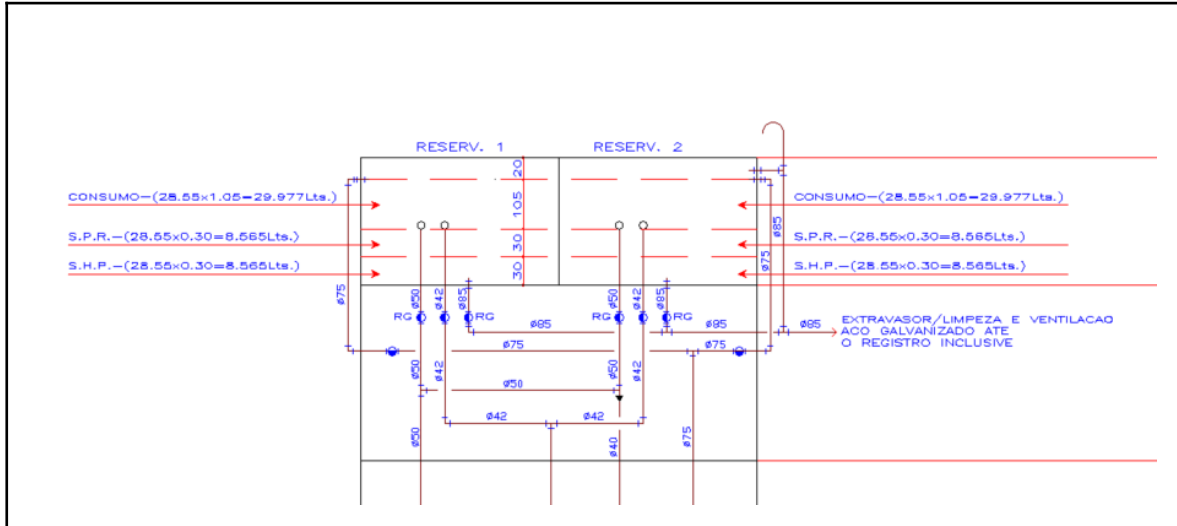 RESERV. 1
RESERV. 2
20
105
30
30
CONSUMO-(28.55x1.05-29.977Lts.)
S.P.R.-(28.55x0.30=8.565Lts.)
S.H.P.-(28.55x0.30=8.565Lts.)
CONSUMO-(28.55x1.05-29.977Lts.)
S.P.R.-(28.55x0.30=8.565Lts.)
S.H.P.-(28.55x0.30=8.565Lts.)
ø85
ø75
ø75
ø50
ø42
ø85
ø50
ø42
ø85
RG
RG
RG
RG
ø85
ø85
ø85
EXTRAVASOR/LIMPEZA E VENTILACAO
ACO GALVANIZADO ATE
O REGISTRO INCLUSIVE
ø75
ø75
ø50
ø42
ø50
ø42
ø50
ø42
ø42
ø50
ø40
ø75